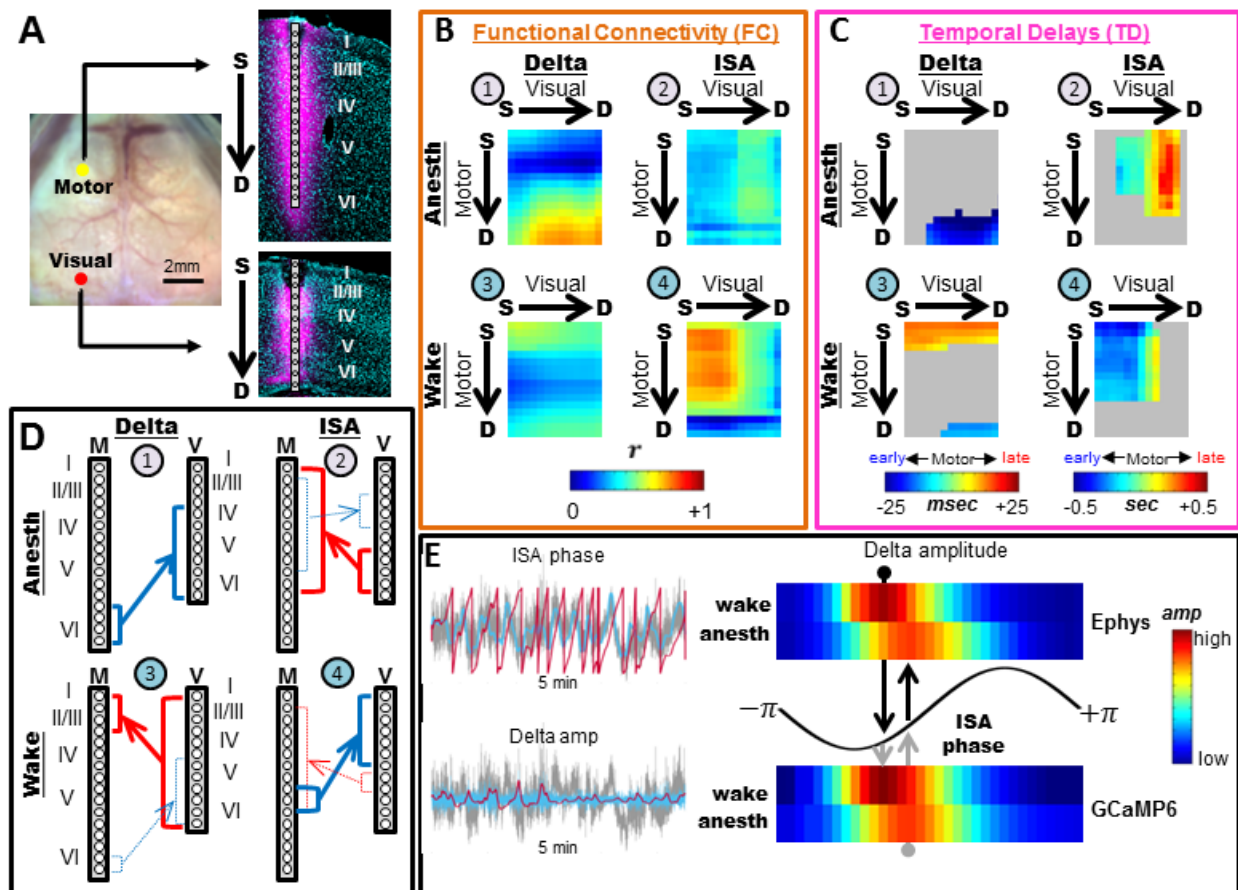 A
S
D
I
II/III
IV
V
VI
Motor
Visual
2mm
S
D
I
II/III
IV
V
VI
B
Functional Connectivity (FC)
Delta
ISA
1
Visual
S
D
2
Visual
S
D
Anesth
Motor
S
D
Motor
S
D
3
Visual
S
D
4
Visual
S
D
Wake
Motor
S
D
Motor
S
D
r
0
+1
C
Temporal Delays (TD)
Delta
ISA
1
Visual
S
D
2
Visual
S
D
Anesth
Motor
S
D
Motor
S
D
3
Visual
S
D
4
Visual
S
D
Wake
Motor
S
D
Motor
S
D
early Motor late
-25 msec +25
early Motor late
-0.5 sec +0.5
D
Delta
ISA
M
1
V
M
2
V
Anesth
I
II/III
IV
V
VI
I
II/III
IV
V
VI
I
II/III
IV
V
VI
Wake
M
3
V
M
4
V
I
II/III
IV
V
VI
I
II/III
IV
V
VI
E
ISA phase
5 min
Delta amp
5 min
Delta amplitude
wake
anesth
Ephys
−π
+π
ISA
phase
wake
anesth
GCaMP6
amp
high
low